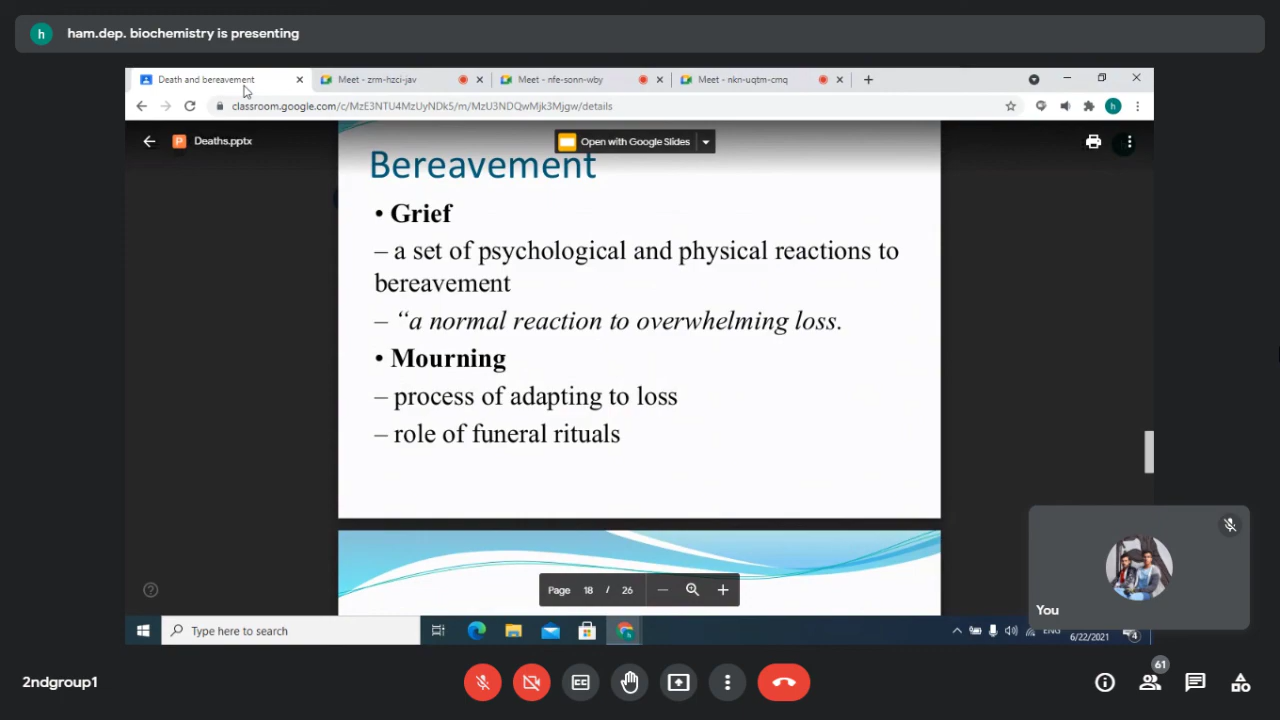 h ham.dep. biochemistry is presenting
Death and bereavement
Meet - zrm-hzci-jav
Meet - nfe-sonn-wby
Meet - nkn-uqtm-cmq
classroom.google.com/c/MzE3NTU4MzUyNDk5/m/MzU3NDQwMjk3Mjgw/details
h
P Deaths.pptx
Open with Google Slides
Bereavement
• Grief
– a set of psychological and physical reactions to
bereavement
– “a normal reaction to overwhelming loss.
• Mourning
– process of adapting to loss
– role of funeral rituals
Page 18 / 26
You
Type here to search
ENG
6/22/2021
4
2ndgroup1
CC
61